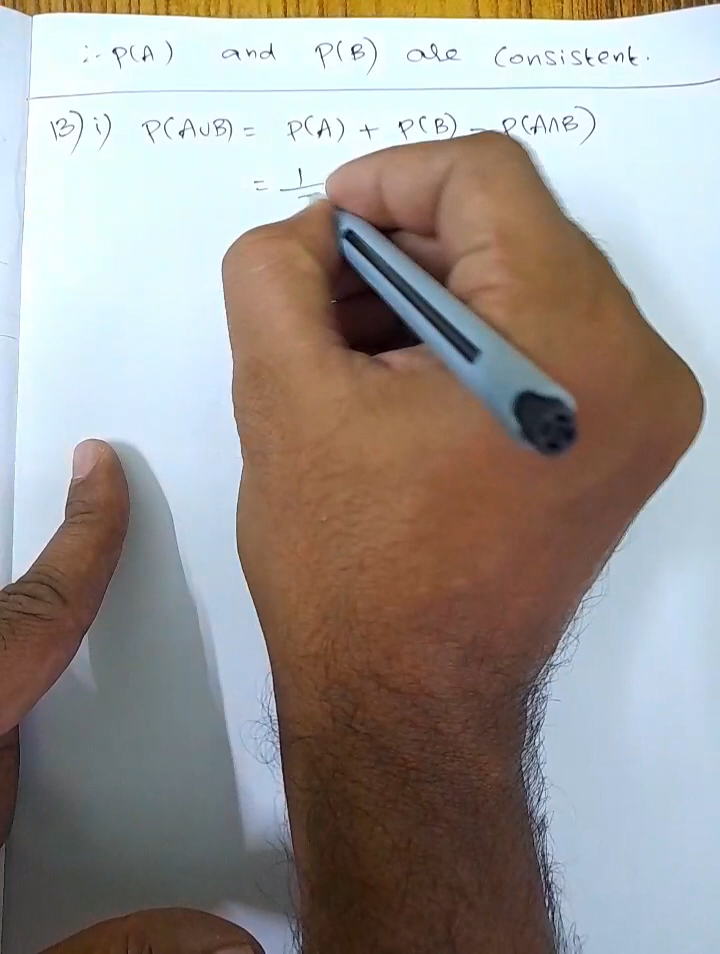 ∴ P(A) and P(B) are consistent.
13) i) P(A∪B) = P(A) + P(B) - P(A∩B)
= 1